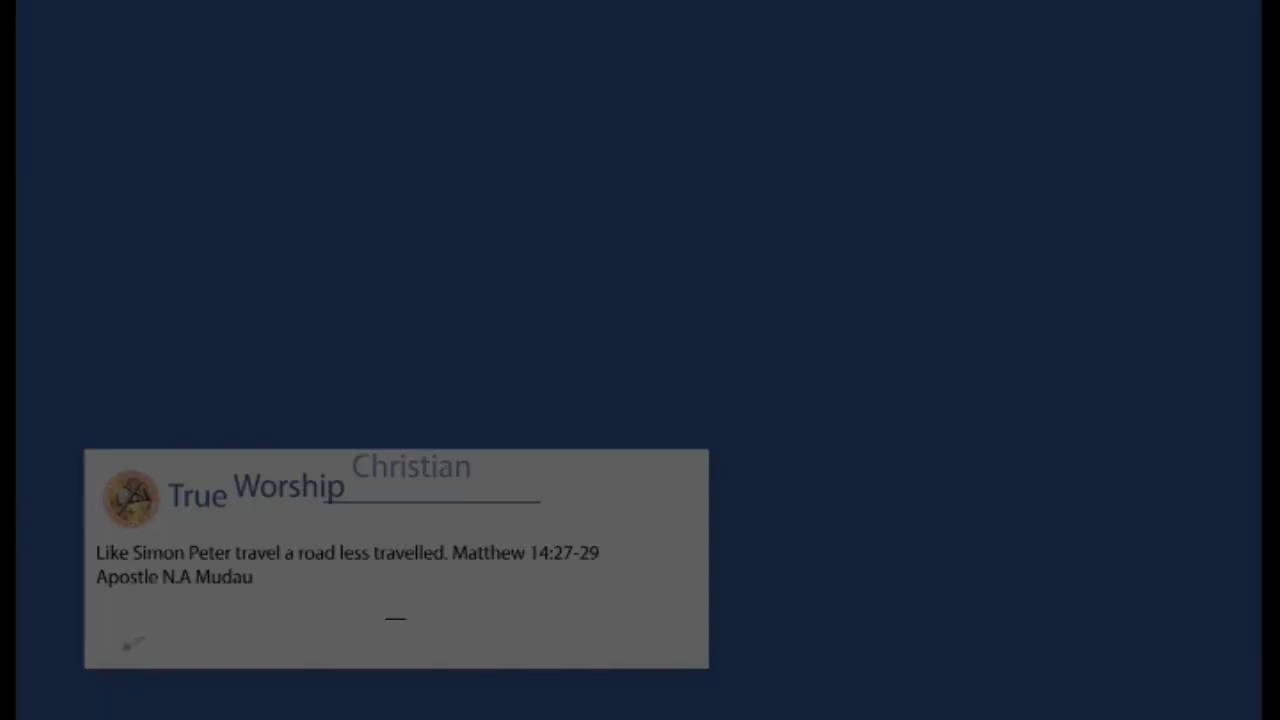 True Worship Christian
Like Simon Peter travel a road less travelled. Matthew 14:27-29
Apostle N.A Mudau